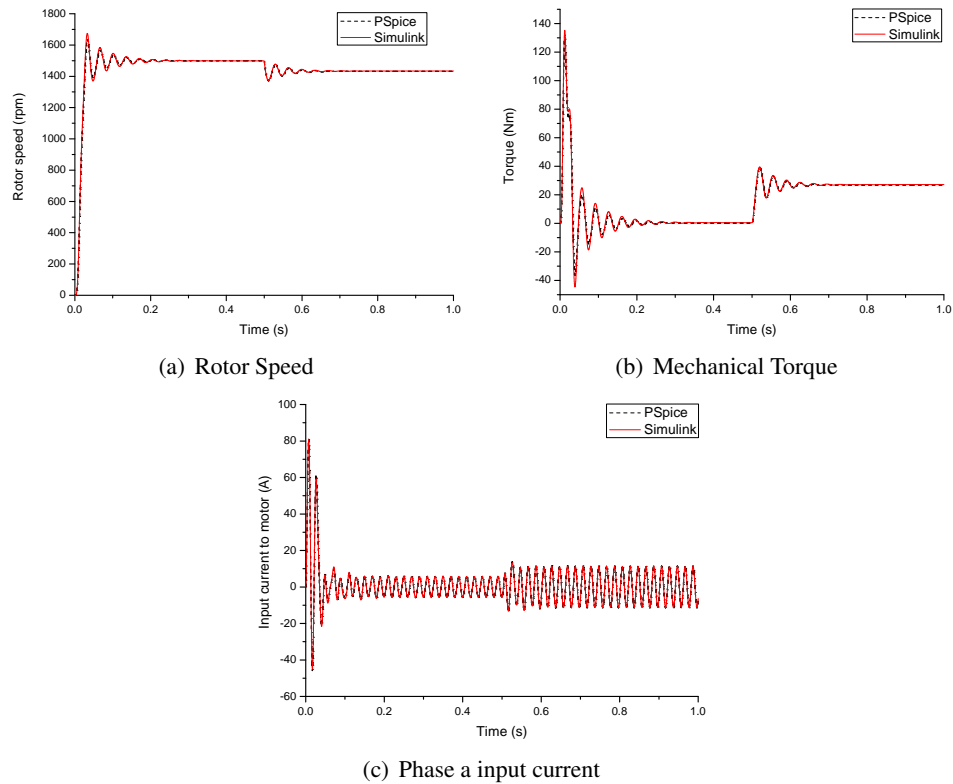 1800
1600
1400
1200
1000
800
600
400
200
0
Rotor speed (rpm)
PSpice
Simulink
0.0 0.2 0.4 0.6 0.8 1.0
Time (s)
(a) Rotor Speed
140
120
100
80
60
40
20
0
-20
-40
Torque (Nm)
PSpice
Simulink
0.0 0.2 0.4 0.6 0.8 1.0
Time (s)
(b) Mechanical Torque
100
80
60
40
20
0
-20
-40
-60
Input current to motor (A)
PSpice
Simulink
0.0 0.2 0.4 0.6 0.8 1.0
Time (s)
(c) Phase a input current